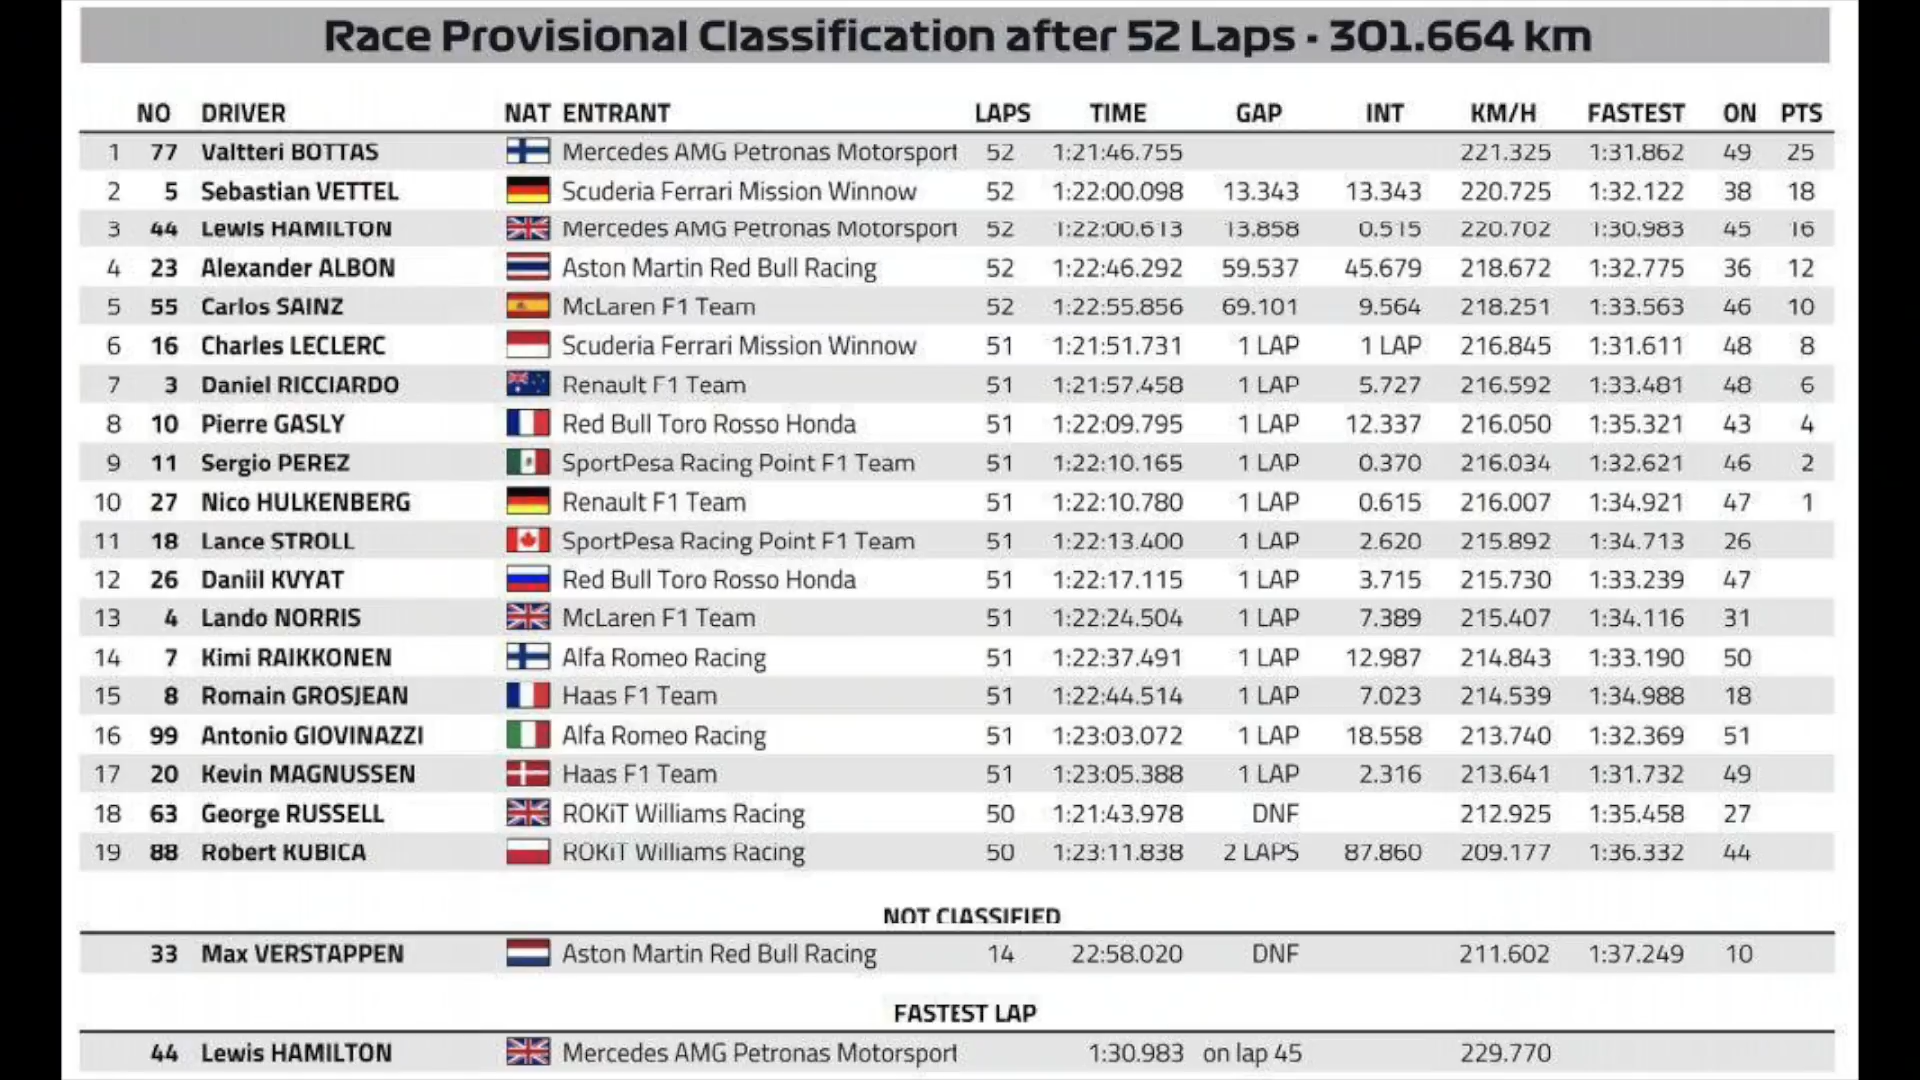 Race Provisional Classification after 52 Laps - 301.664 km
NO DRIVER NAT ENTRANT LAPS TIME GAP INT KM/H FASTEST ON PTS
1 77 Valtteri BOTTAS Mercedes AMG Petronas Motorsport 52 1:21:46.755 221.325 1:31.862 49 25
2 5 Sebastian VETTEL Scuderia Ferrari Mission Winnow 52 1:22:00.098 13.343 13.343 220.725 1:32.122 38 18
3 44 Lewis HAMILTON Mercedes AMG Petronas Motorsport 52 1:22:00.613 13.858 0.515 220.702 1:30.983 45 16
4 23 Alexander ALBON Aston Martin Red Bull Racing 52 1:22:46.292 59.537 45.679 218.672 1:32.775 36 12
5 55 Carlos SAINZ McLaren F1 Team 52 1:22:55.856 69.101 9.564 218.251 1:33.563 46 10
6 16 Charles LECLERC Scuderia Ferrari Mission Winnow 51 1:21:51.731 1 LAP 1 LAP 216.845 1:31.611 48 8
7 3 Daniel RICCIARDO Renault F1 Team 51 1:21:57.458 1 LAP 5.727 216.592 1:33.481 48 6
8 10 Pierre GASLY Red Bull Toro Rosso Honda 51 1:22:09.795 1 LAP 12.337 216.050 1:35.321 43 4
9 11 Sergio PEREZ SportPesa Racing Point F1 Team 51 1:22:10.165 1 LAP 0.370 216.034 1:32.621 46 2
10 27 Nico HULKENBERG Renault F1 Team 51 1:22:10.780 1 LAP 0.615 216.007 1:34.921 47 1
11 18 Lance STROLL SportPesa Racing Point F1 Team 51 1:22:13.400 1 LAP 2.620 215.892 1:34.713 26
12 26 Daniil KVYAT Red Bull Toro Rosso Honda 51 1:22:17.115 1 LAP 3.715 215.730 1:33.239 47
13 4 Lando NORRIS McLaren F1 Team 51 1:22:24.504 1 LAP 7.389 215.407 1:34.116 31
14 7 Kimi RAIKKONEN Alfa Romeo Racing 51 1:22:37.491 1 LAP 12.987 214.843 1:33.190 50
15 8 Romain GROSJEAN Haas F1 Team 51 1:22:44.514 1 LAP 7.023 214.539 1:34.988 18
16 99 Antonio GIOVINAZZI Alfa Romeo Racing 51 1:23:03.072 1 LAP 18.558 213.740 1:32.369 51
17 20 Kevin MAGNUSSEN Haas F1 Team 51 1:23:05.388 1 LAP 2.316 213.641 1:31.732 49
18 63 George RUSSELL ROKiT Williams Racing 50 1:21:43.978 DNF 212.925 1:35.458 27
19 88 Robert KUBICA ROKiT Williams Racing 50 1:23:11.838 2 LAPS 87.860 209.177 1:36.332 44
NOT CLASSIFIED
33 Max VERSTAPPEN Aston Martin Red Bull Racing 14 22:58.020 DNF 211.602 1:37.249 10
FASTEST LAP
44 Lewis HAMILTON Mercedes AMG Petronas Motorsport 1:30.983 on lap 45 229.770